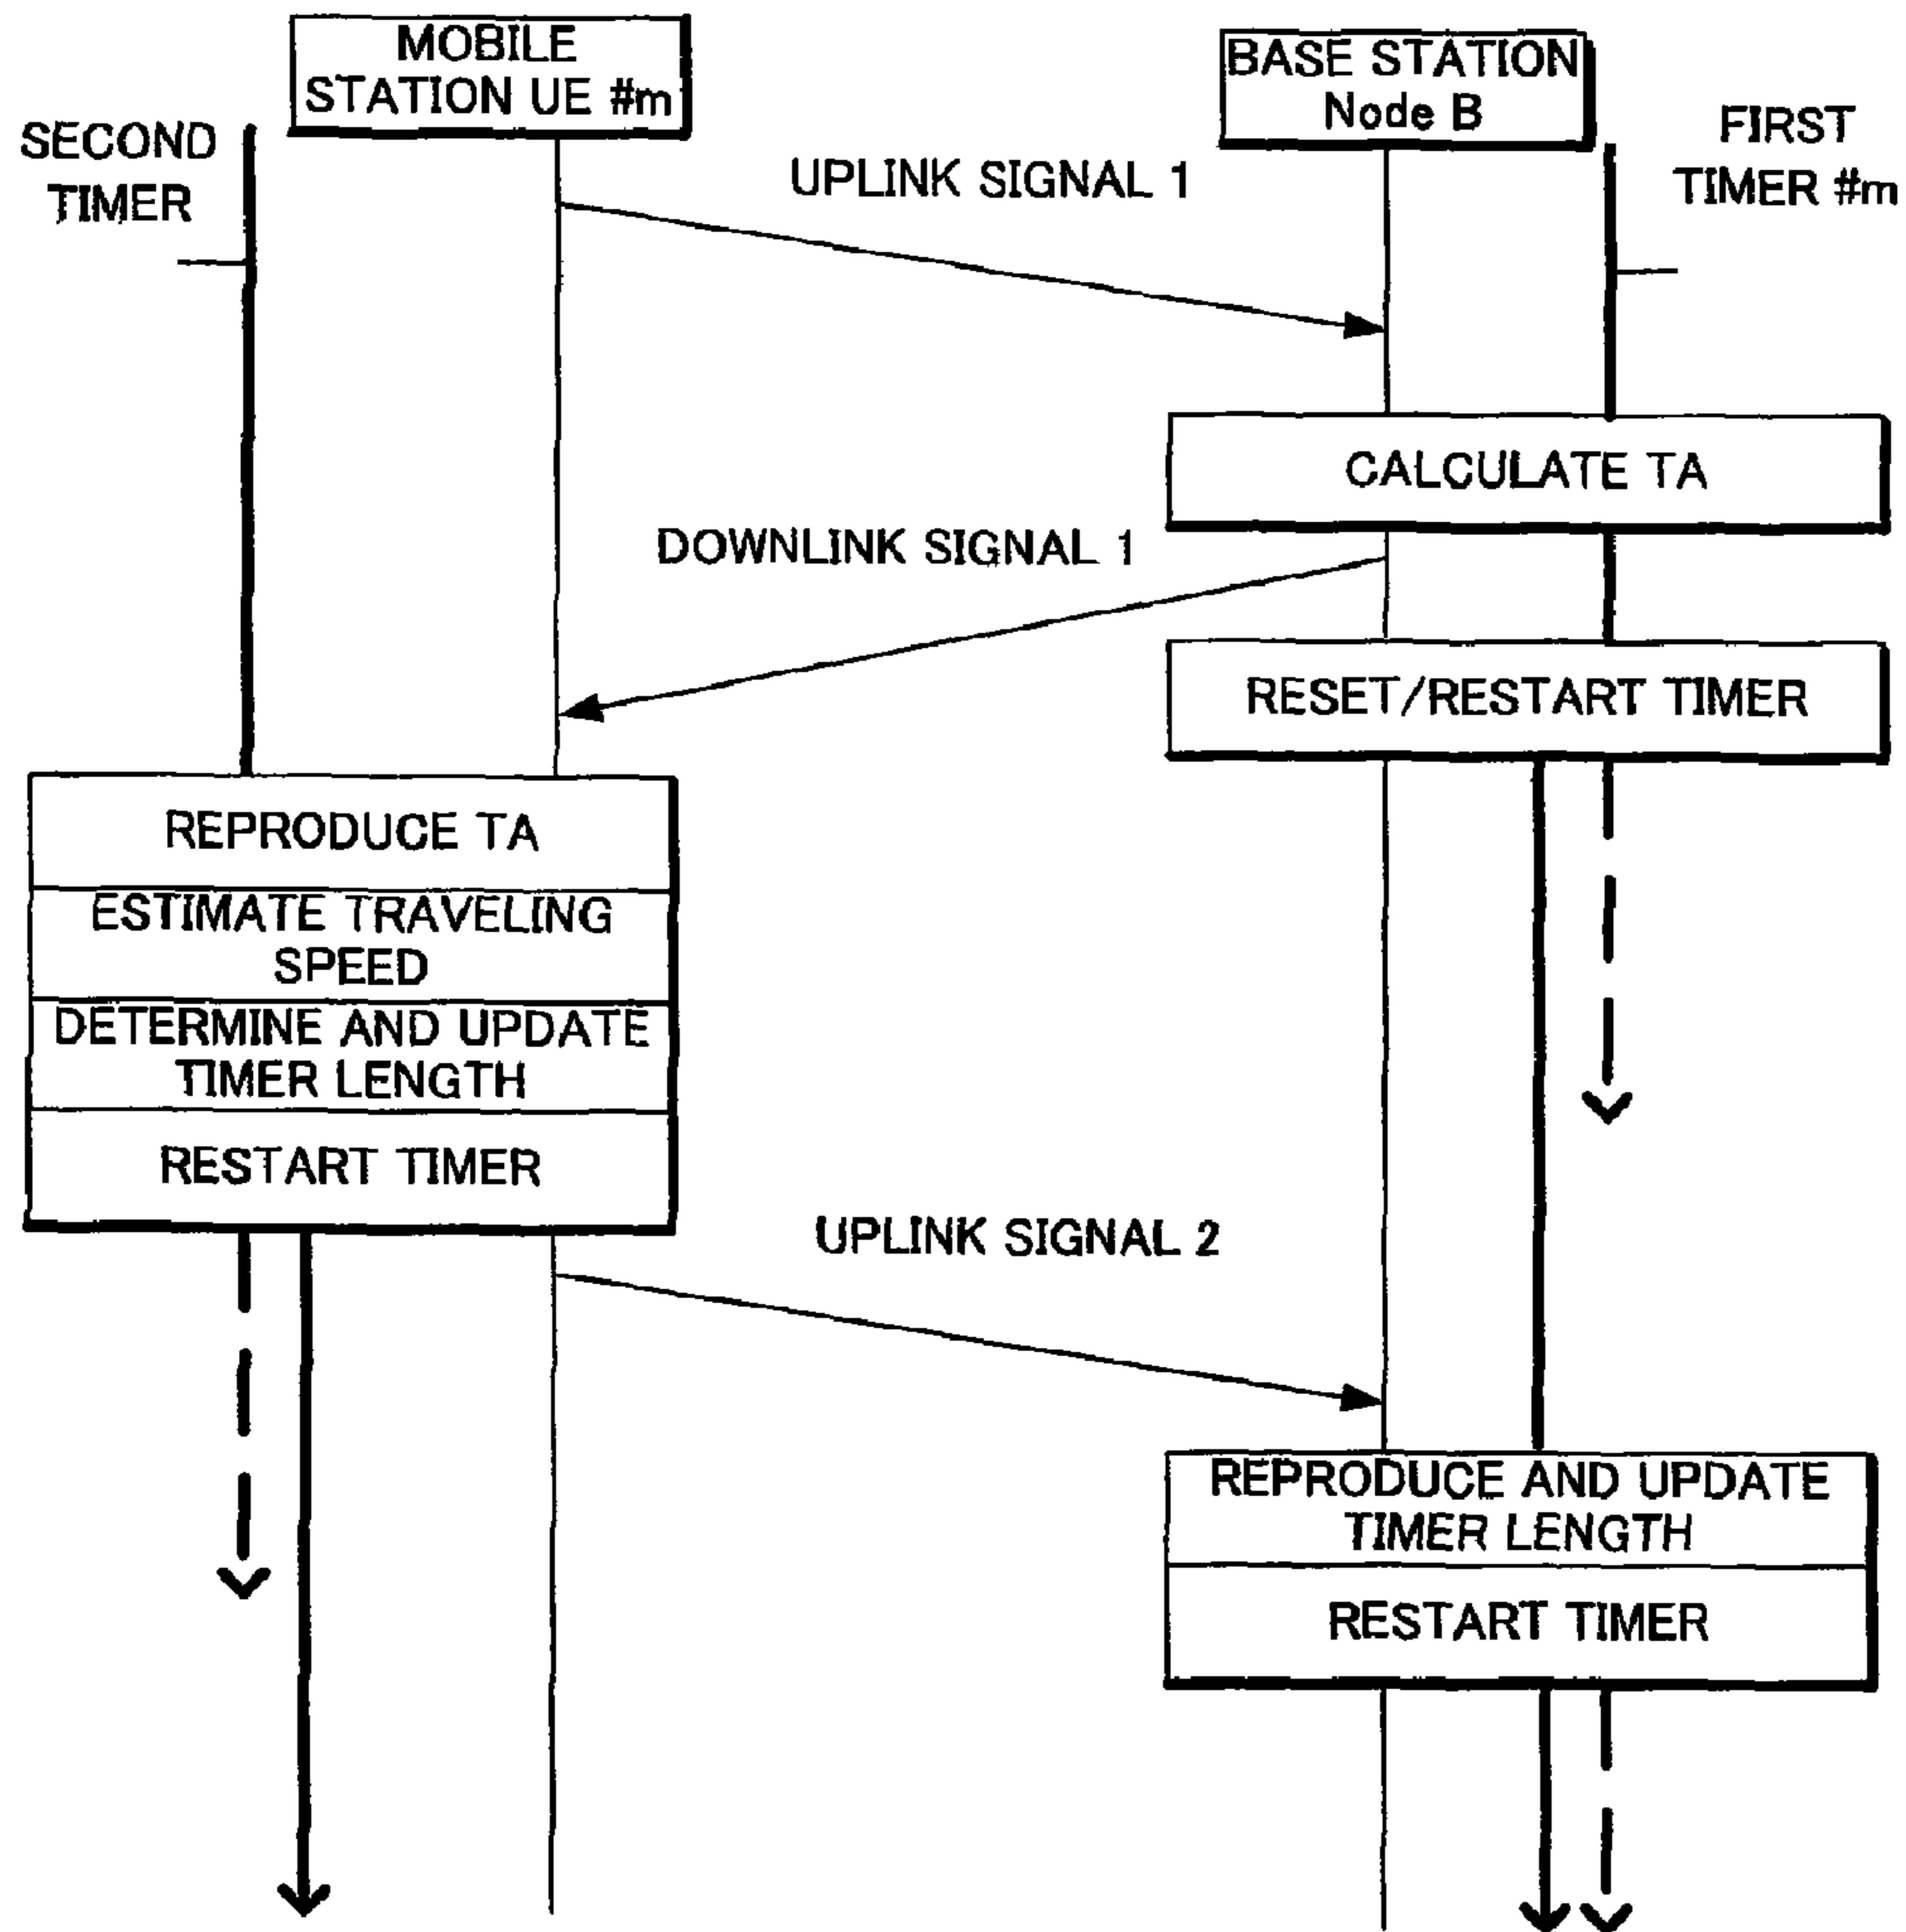 MOBILE
STATION UE #m
BASE STATION
Node B
SECOND
TIMER
FIRST
TIMER #m
UPLINK SIGNAL 1
CALCULATE TA
DOWNLINK SIGNAL 1
RESET/RESTART TIMER
REPRODUCE TA
ESTIMATE TRAVELING
SPEED
DETERMINE AND UPDATE
TIMER LENGTH
RESTART TIMER
UPLINK SIGNAL 2
REPRODUCE AND UPDATE
TIMER LENGTH
RESTART TIMER